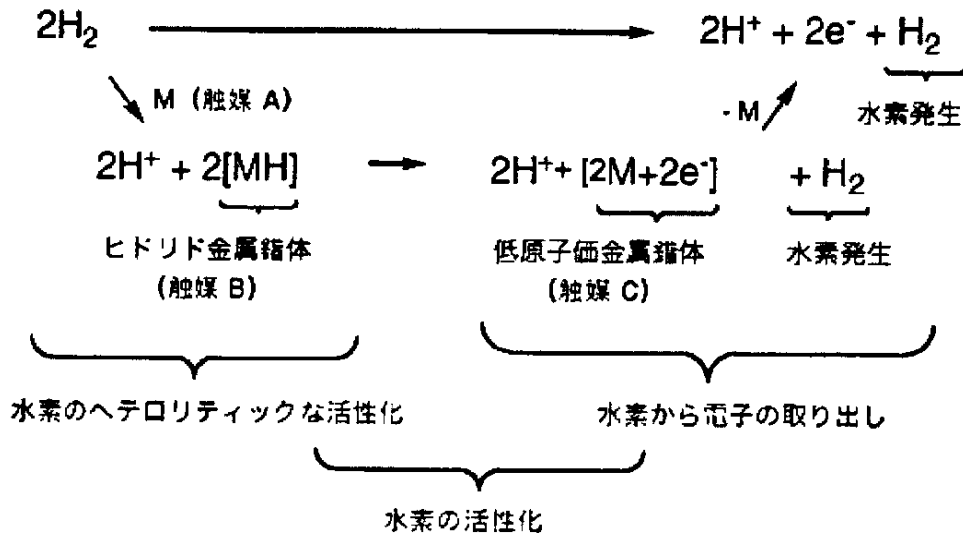 2H₂ → 2H⁺ + 2e⁻ + H₂
水素発生
M (触媒 A)
- M
2H⁺ + 2[MH] → 2H⁺+ [2M+2e⁻] + H₂
ヒドリド金属錯体 低原子価金属錯体 水素発生
(触媒 B) (触媒 C)
水素のヘテロリティックな活性化 水素から電子の取り出し
水素の活性化